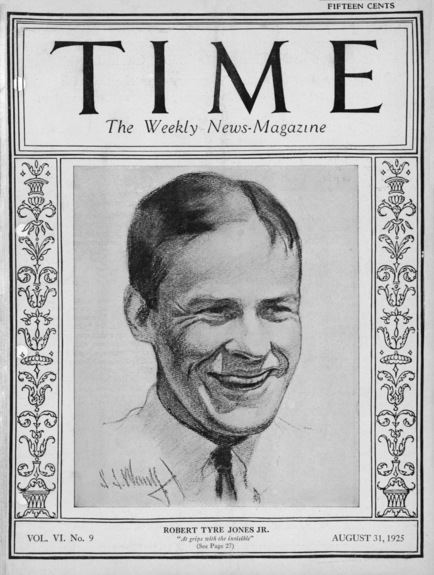 FIFTEEN CENTS
TIME
The Weekly News-Magazine
VOL. VI. No. 9
ROBERT TYRE JONES JR.
"At grips with the invisible"
(See Page 27)
AUGUST 31, 1925